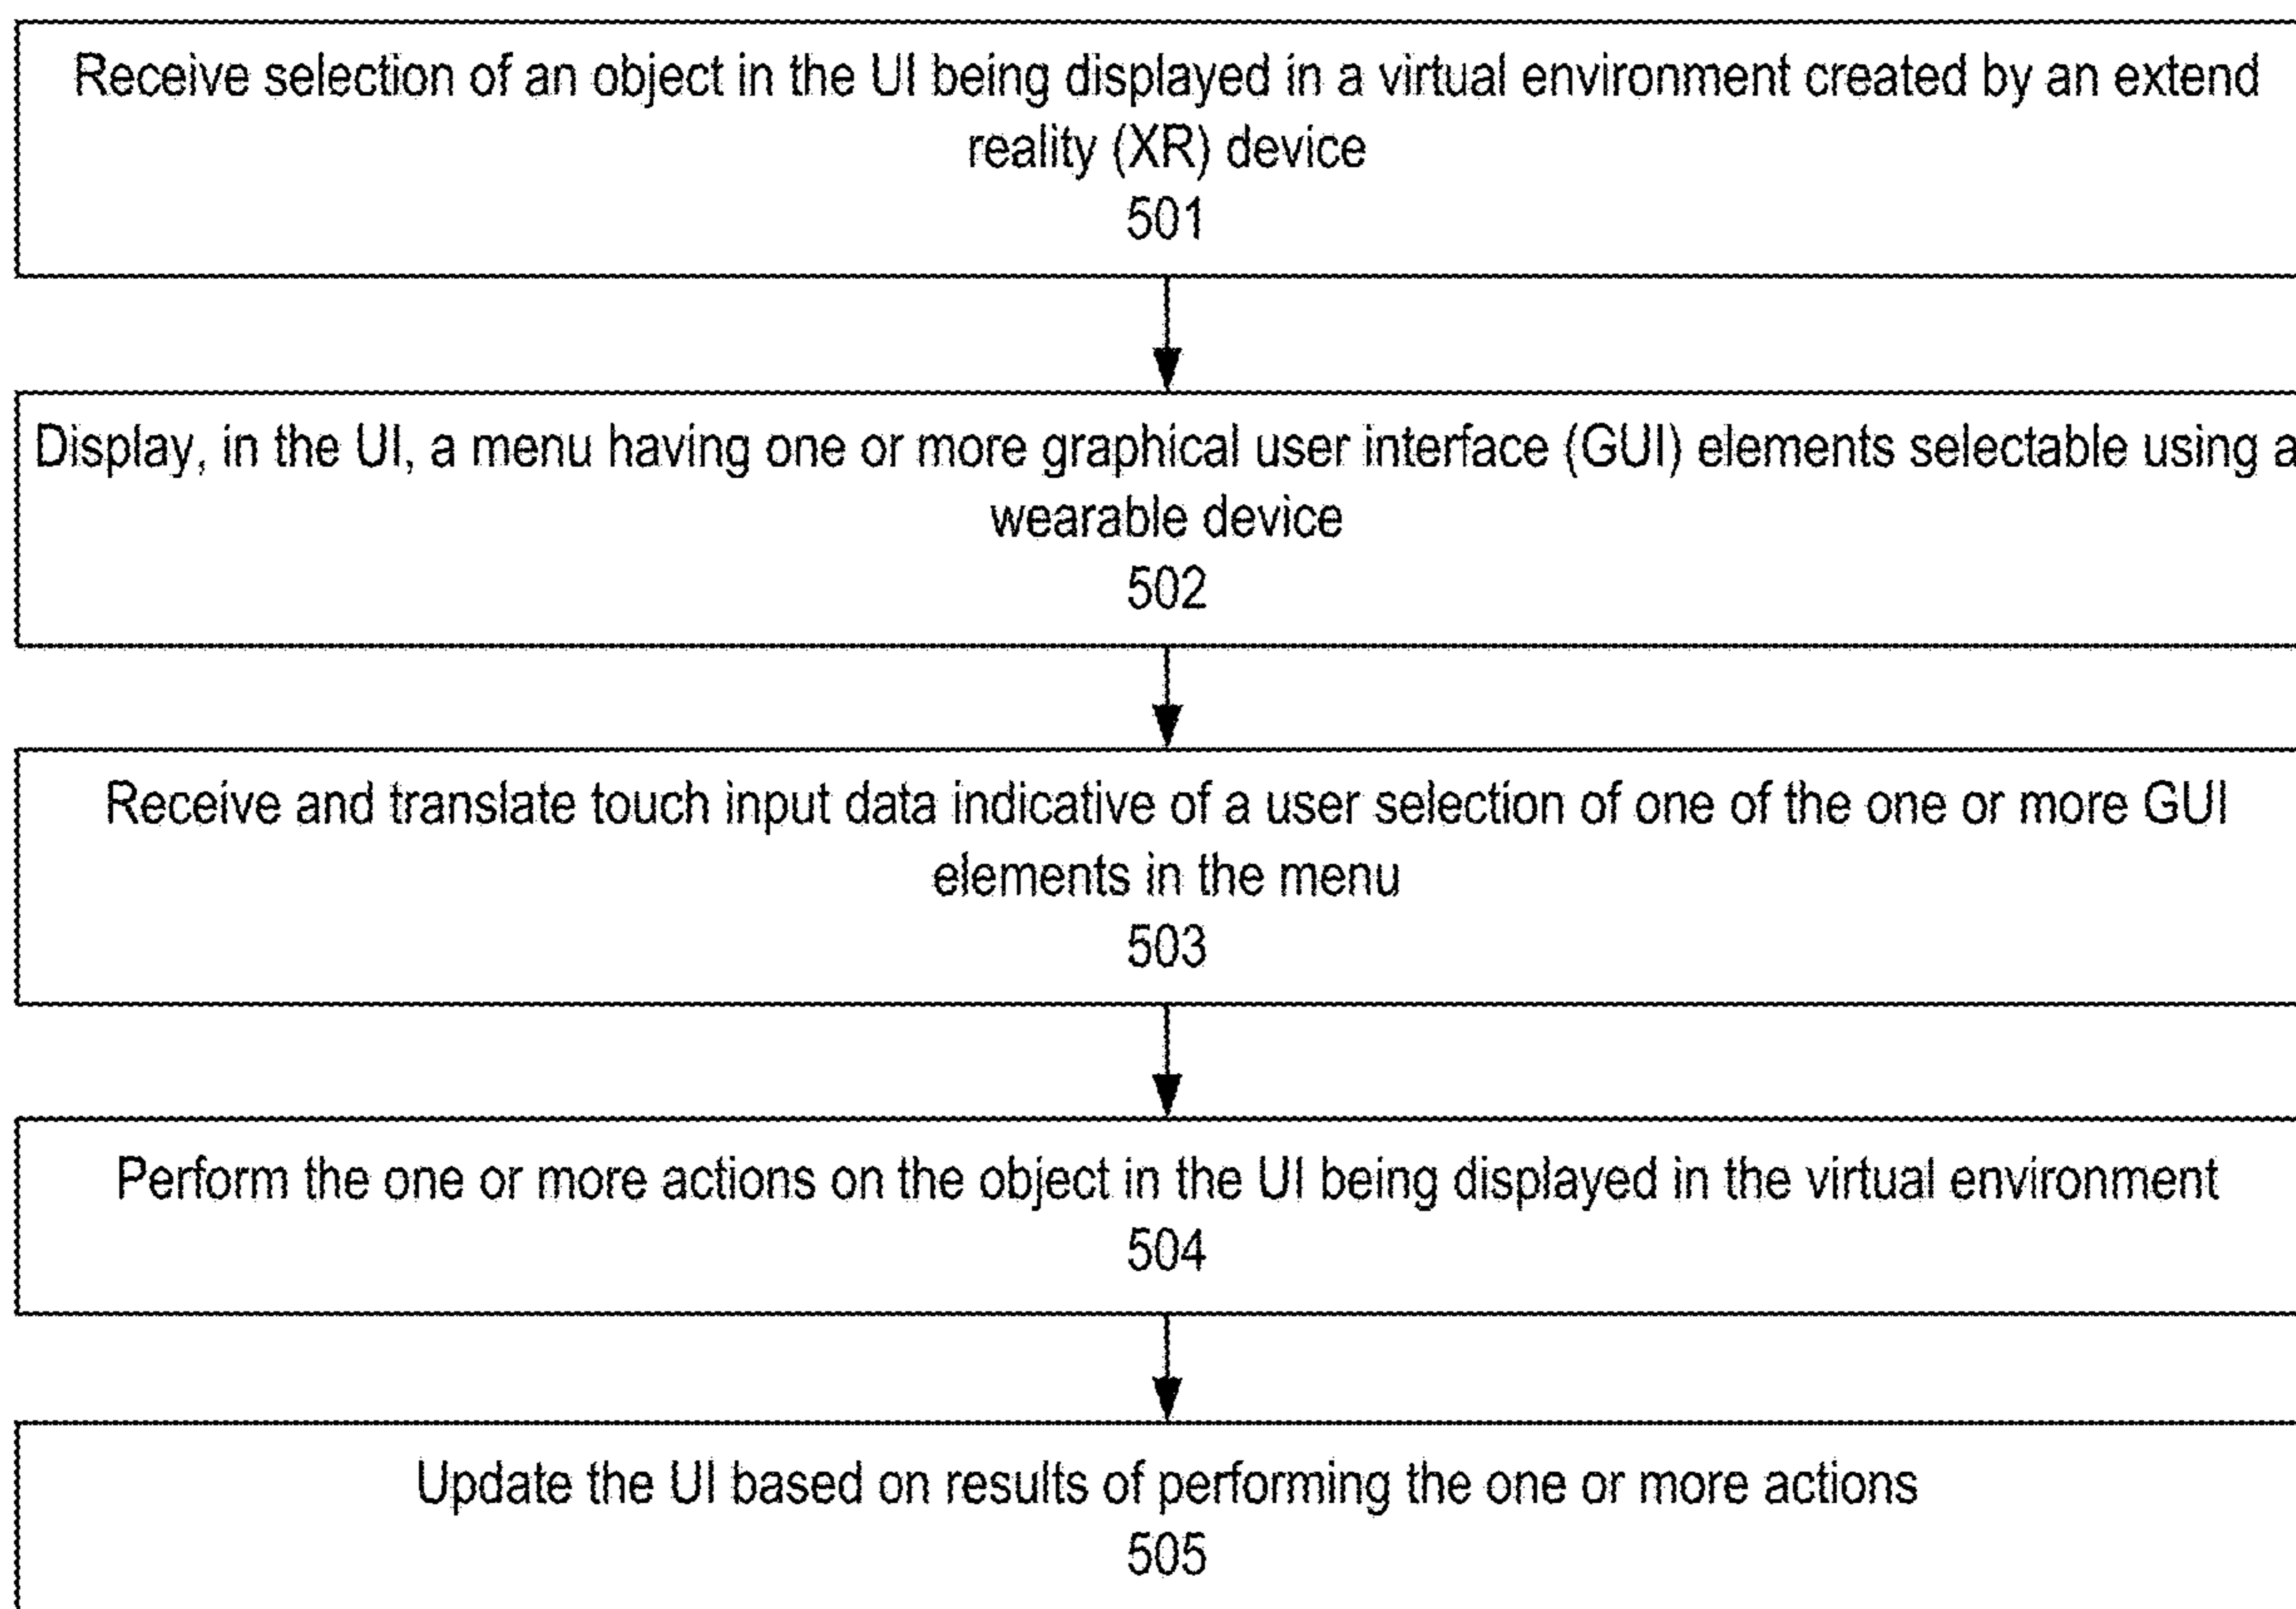 Receive selection of an object in the UI being displayed in a virtual environment created by an extend
reality (XR) device
501
Display, in the UI, a menu having one or more graphical user interface (GUI) elements selectable using a
wearable device
502
Receive and translate touch input data indicative of a user selection of one of the one or more GUI
elements in the menu
503
Perform the one or more actions on the object in the UI being displayed in the virtual environment
504
Update the UI based on results of performing the one or more actions
505